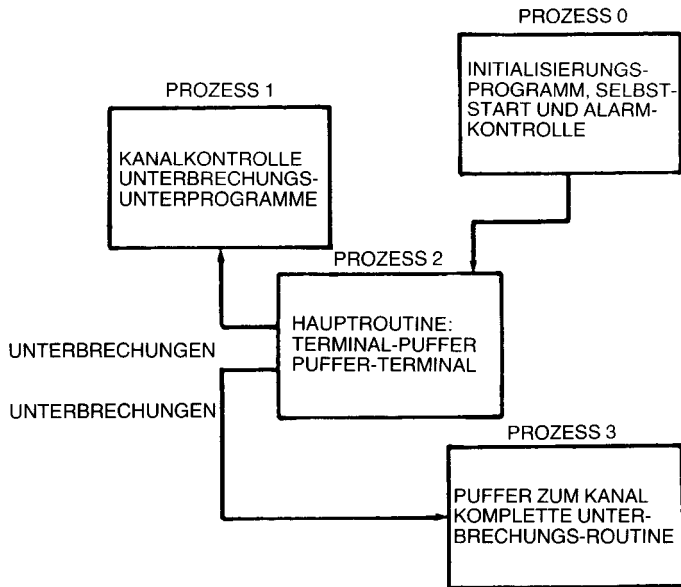 PROZESS 0
INITIALISIERUNGS-
PROGRAMM, SELBST-
START UND ALARM-
KONTROLLE
PROZESS 1
KANALKONTROLLE
UNTERBRECHUNGS-
UNTERPROGRAMME
PROZESS 2
HAUPTROUTINE:
TERMINAL-PUFFER
PUFFER-TERMINAL
UNTERBRECHUNGEN
UNTERBRECHUNGEN
PROZESS 3
PUFFER ZUM KANAL
KOMPLETTE UNTER-
BRECHUNGS-ROUTINE